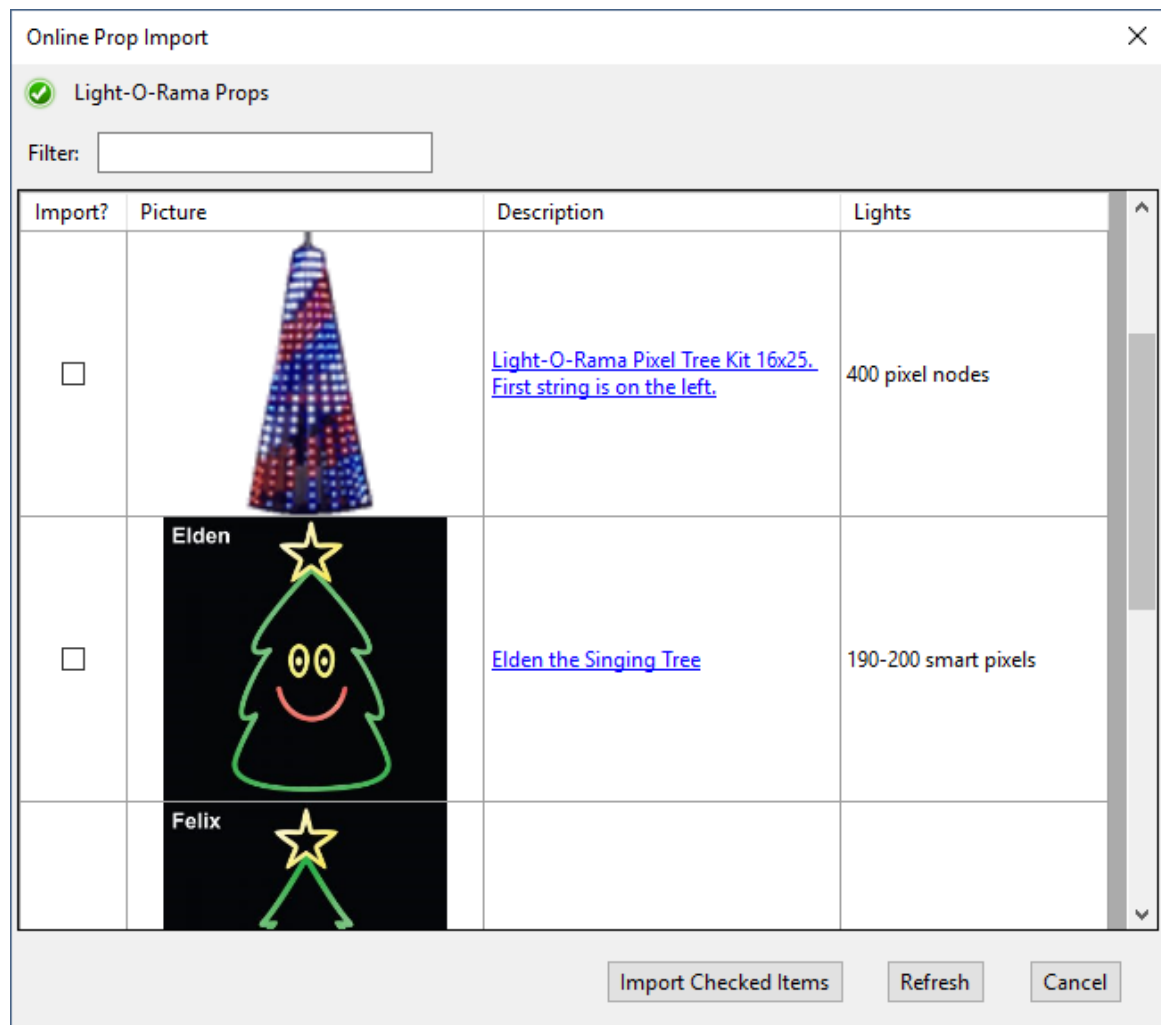 Online Prop Import
Light-O-Rama Props
Filter:
Import? Picture Description Lights
Light-O-Rama Pixel Tree Kit 16x25.
First string is on the left.
400 pixel nodes
Elden
Elden the Singing Tree
190-200 smart pixels
Felix
Import Checked Items Refresh Cancel